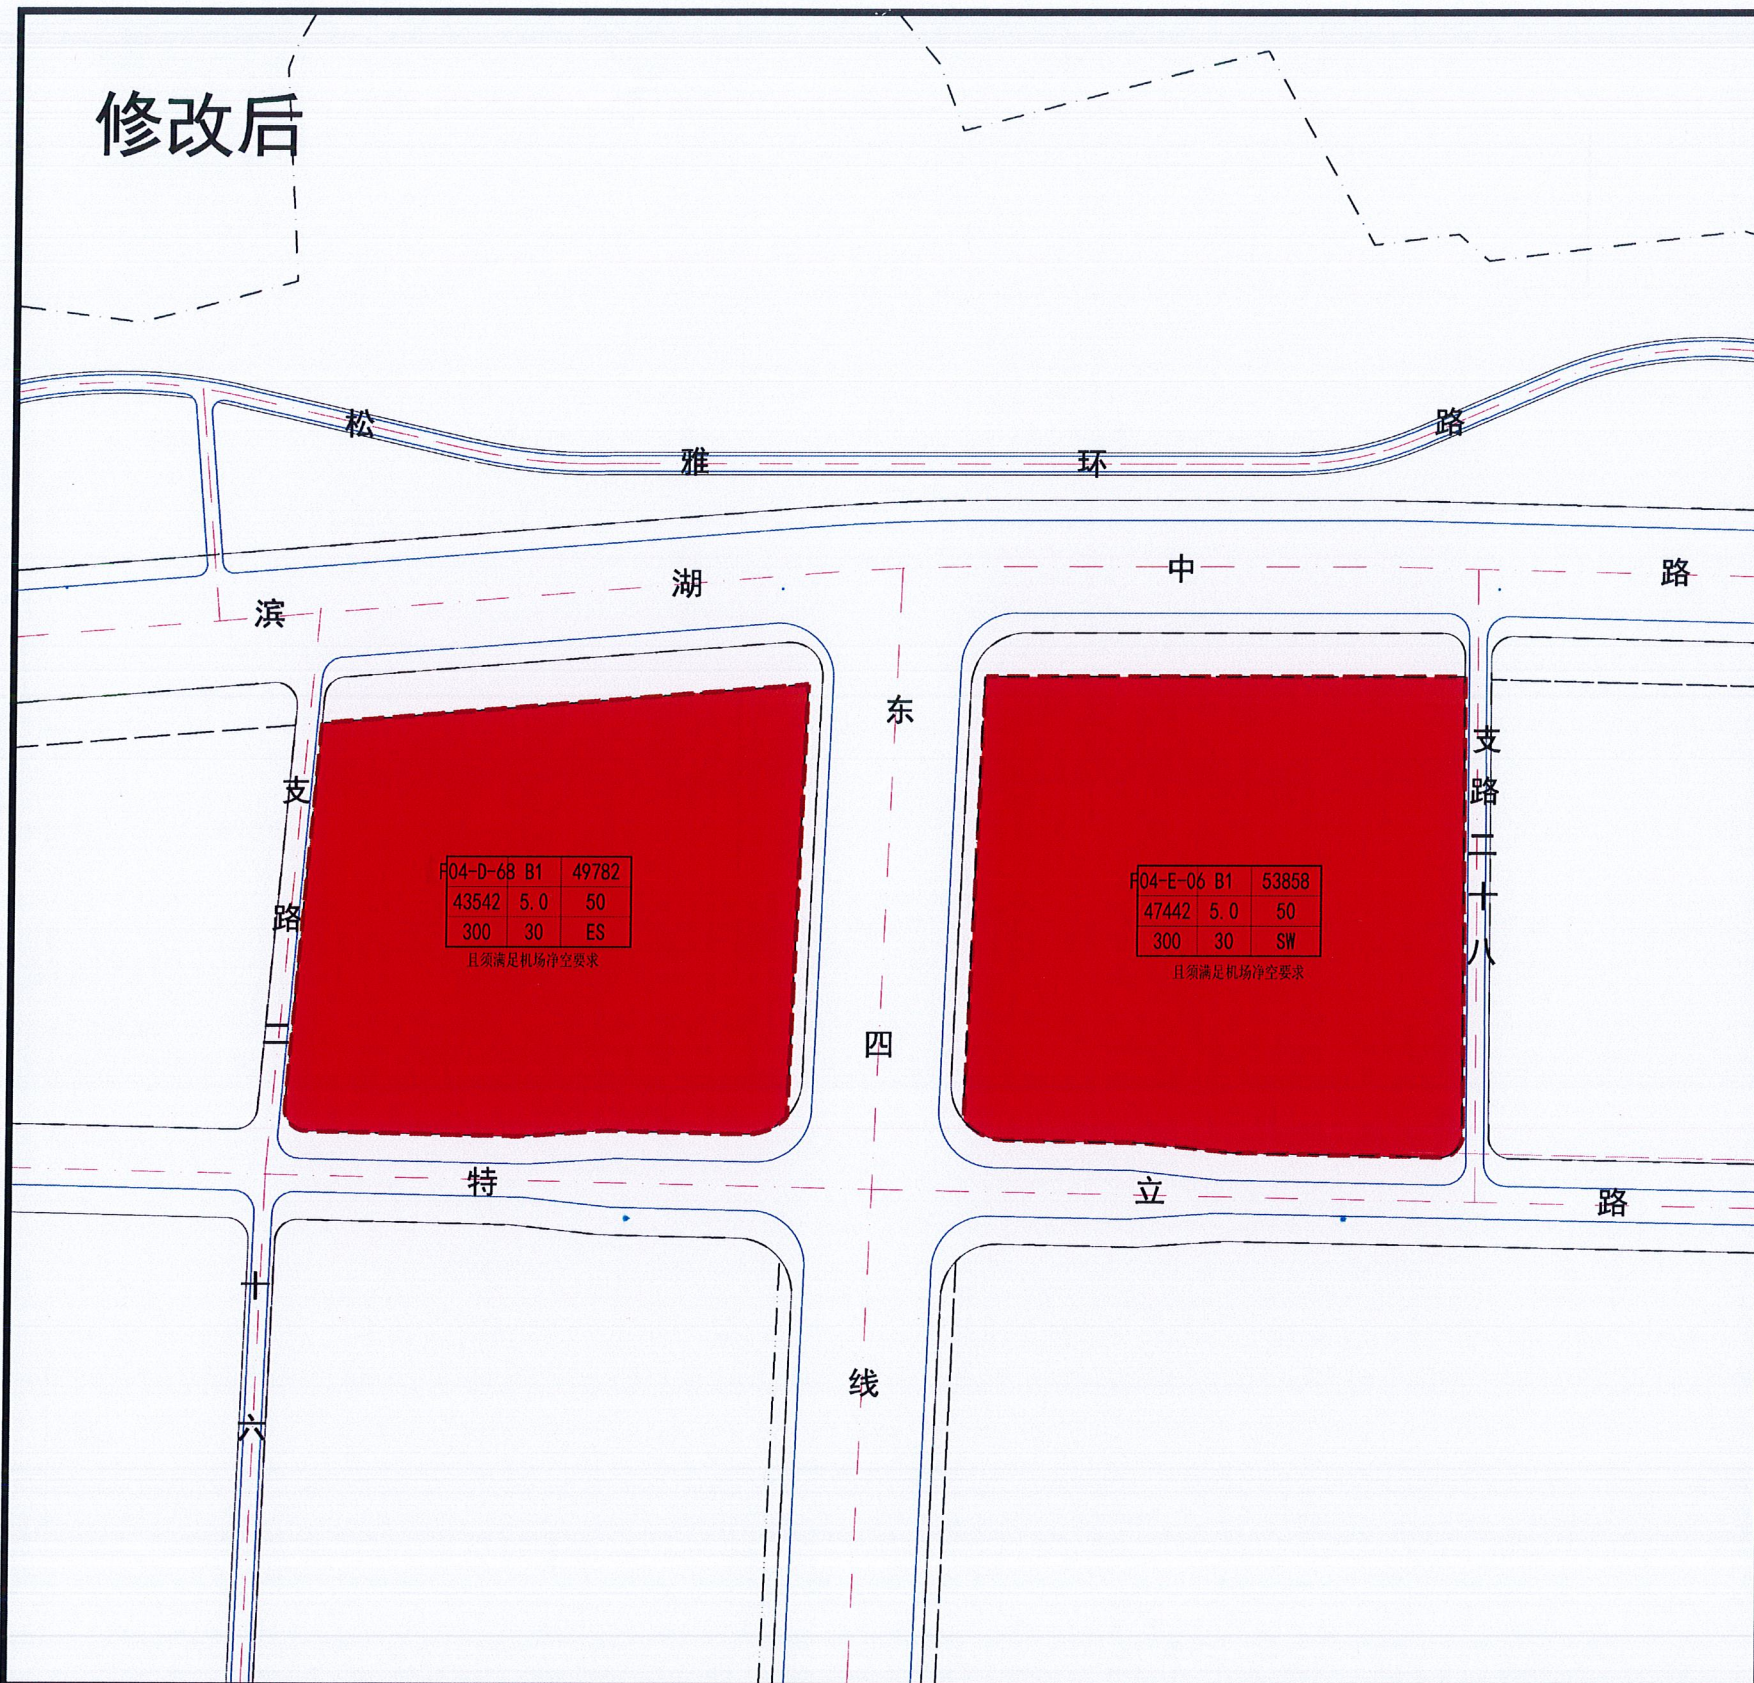 修改后
松雅环路
滨湖中路
东四线
支路二十六
支路二十八
F04-D-68 B1 49782
43542 5.0 50
300 30 ES
且须满足机场净空要求
F04-E-06 B1 53858
47442 5.0 50
300 30 SW
且须满足机场净空要求
特立路